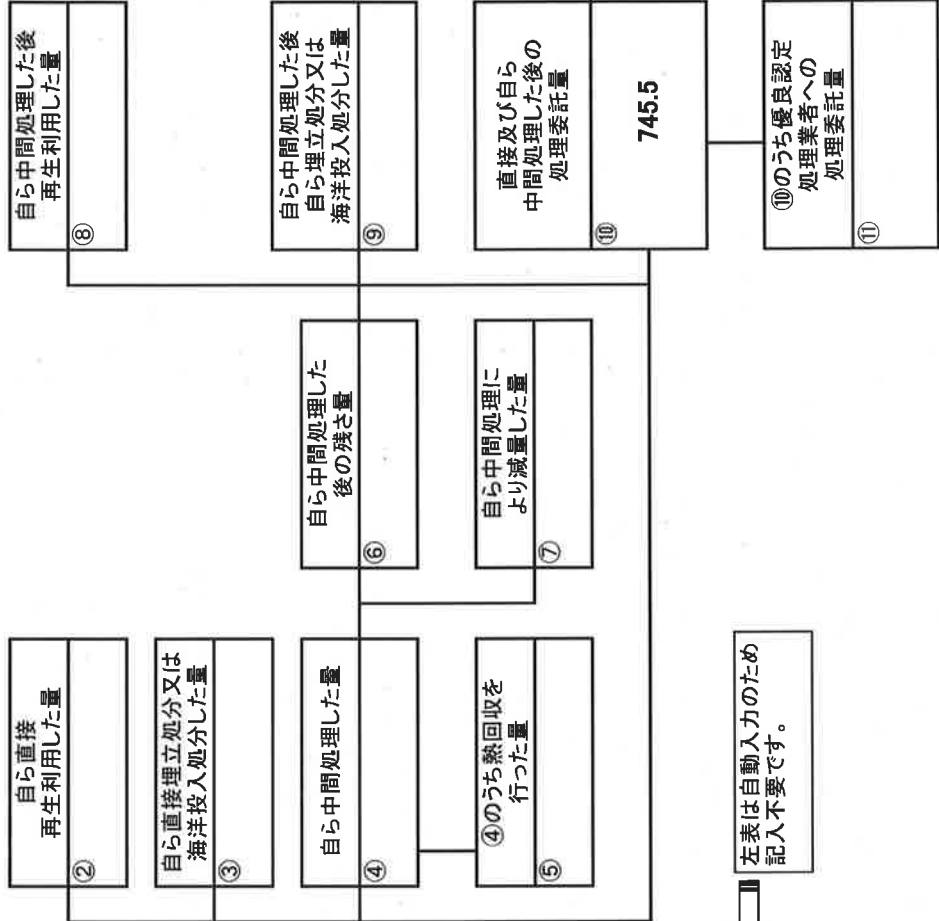 自ら直接
再生利用した量
②
自ら直接埋立処分又は
海洋投入処分した量
③
自ら中間処理した量
④
④のうち熱回収を
行った量
⑤
自ら中間処理した
後の残さ量
⑥
自ら中間処理に
より減量した量
⑦
自ら中間処理した後
再生利用した量
⑧
自ら中間処理した後
自ら埋立処分又は
海洋投入処分した量
⑨
直接及び自ら
中間処理した後の
処理委託量
⑩
745.5
⑩のうち優良認定
処理業者への
処理委託量
⑪
左表は自動入力のため
記入不要です。